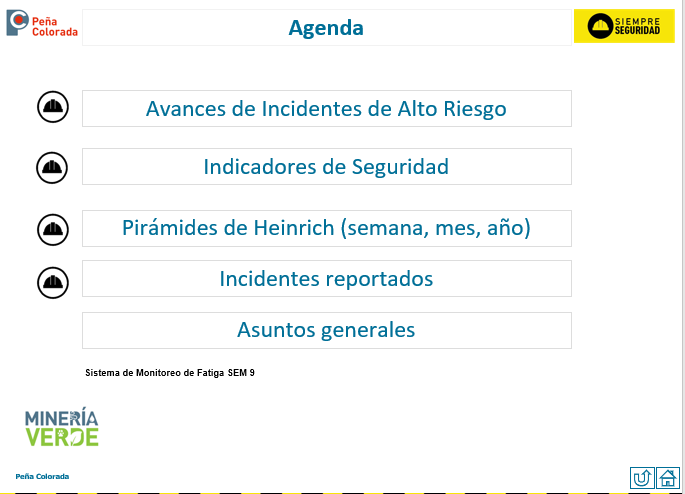 Peña
Colorada
Agenda
SIEMPRE
SEGURIDAD
Avances de Incidentes de Alto Riesgo
Indicadores de Seguridad
Pirámides de Heinrich (semana, mes, año)
Incidentes reportados
Asuntos generales
Sistema de Monitoreo de Fatiga SEM 9
MINERÍA
VERDE
Peña Colorada